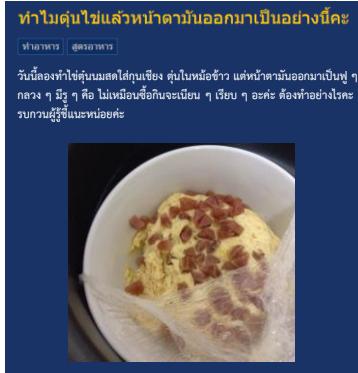 ทำไมตุ๋นไข่แล้วหน้าตามันออกมาเป็นอย่างนี้คะ
ทำอาหาร สูตรอาหาร
วันนี้ลองทำไข่ตุ๋นนมสดใส่กุนเชียง ตุ๋นในหม้อข้าว แต่หน้าตามันออกมาเป็นฟู ๆ
กลวง ๆ มีรู ๆ คือ ไม่เหมือนซื้อกินจะเนียน ๆ เรียบ ๆ อะค่ะ ต้องทำอย่างไรคะ
รบกวนผู้รู้ชี้แนะหน่อยค่ะ